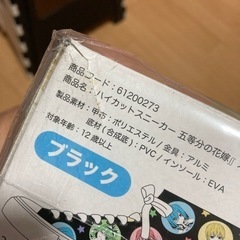 商品コード：61200273
商品名：ハイカットスニーカー 五等分の花嫁∬
製品素材：甲芯：ポリエステル／金具：アルミ
底材（合成底）：PVC／インソール：EVA
対象年齢：12歳以上
ブラック